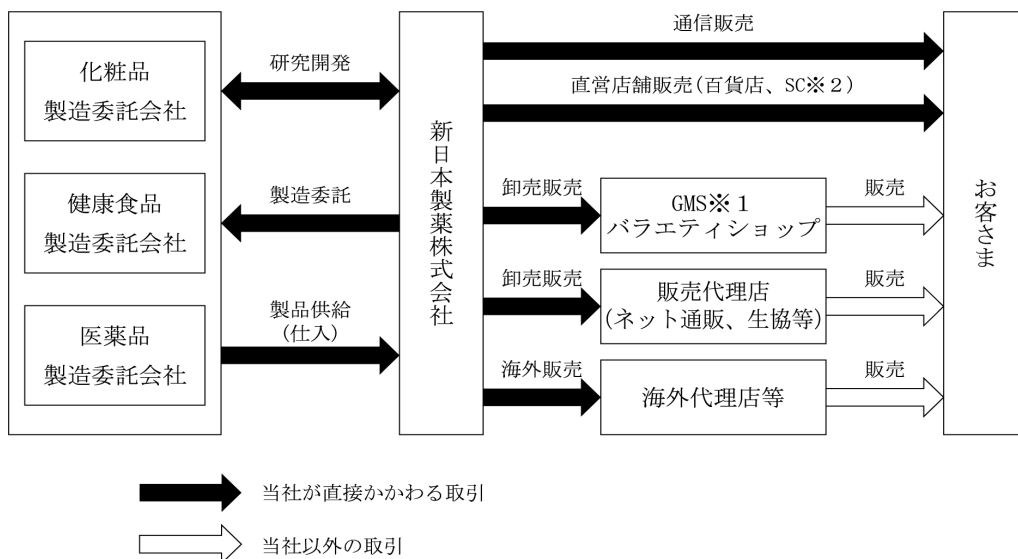 化粧品
製造委託会社
健康食品
製造委託会社
医薬品
製造委託会社
研究開発
製造委託
製品供給
(仕入)
新日本製薬株式会社
通信販売
直営店舗販売(百貨店、SC※2)
卸売販売
GMS※1
バラエティショップ
販売
卸売販売
販売代理店
(ネット通販、生協等)
販売
海外販売
海外代理店等
販売
お客さま
当社が直接かかわる取引
当社以外の取引